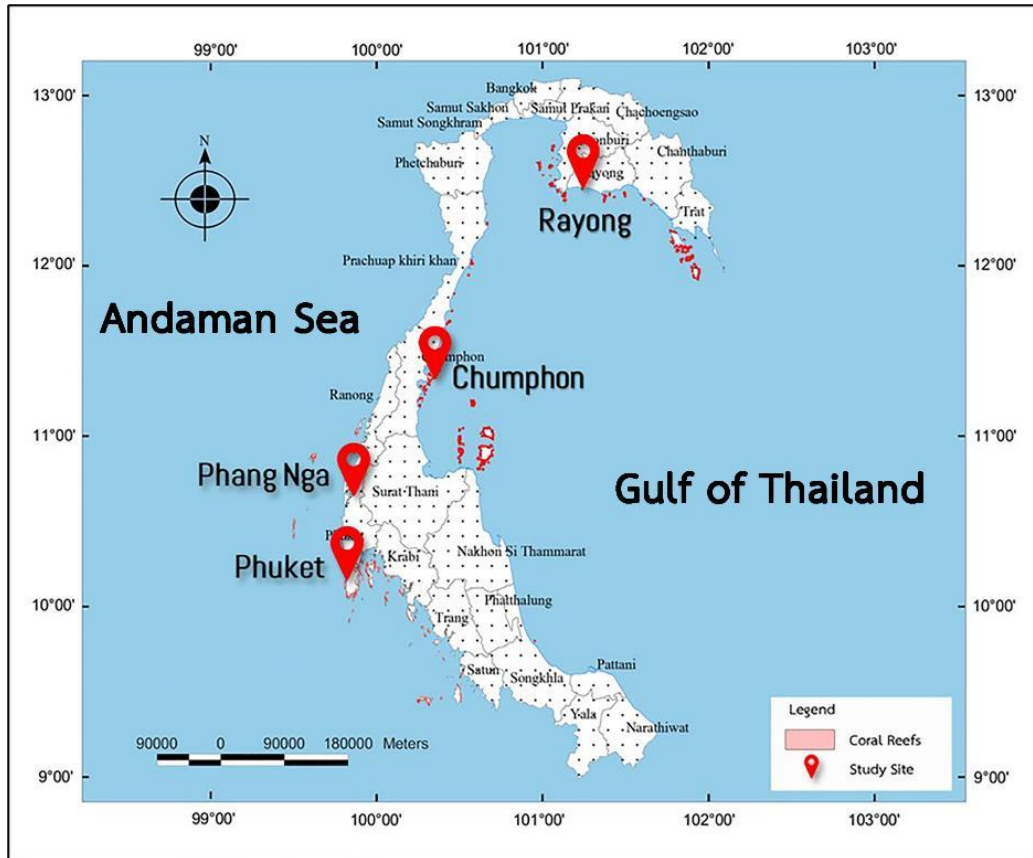 99°00'
100°00'
101°00'
102°00'
103°00'
13°00'
13°00'
Bangkok
Samut Sakhon
Samut Prakan
Chachoengsao
Samut Songkhram
Phetchaburi
Chanthaburi
N
Rayong
Trat
Prachuap khiri khan
12°00'
12°00'
Andaman Sea
Chumphon
Ranong
11°00'
11°00'
Phang Nga
Surat Thani
Gulf of Thailand
Phuket
Krabi
Nakhon Si Thammarat
10°00'
10°00'
Phatthalung
Trang
Satun
Songkhla
Pattani
Yala
Narathiwat
90000 0 90000 180000 Meters
Legend
Coral Reefs
Study Site
9°00'
9°00'
99°00'
100°00'
101°00'
102°00'
103°00'